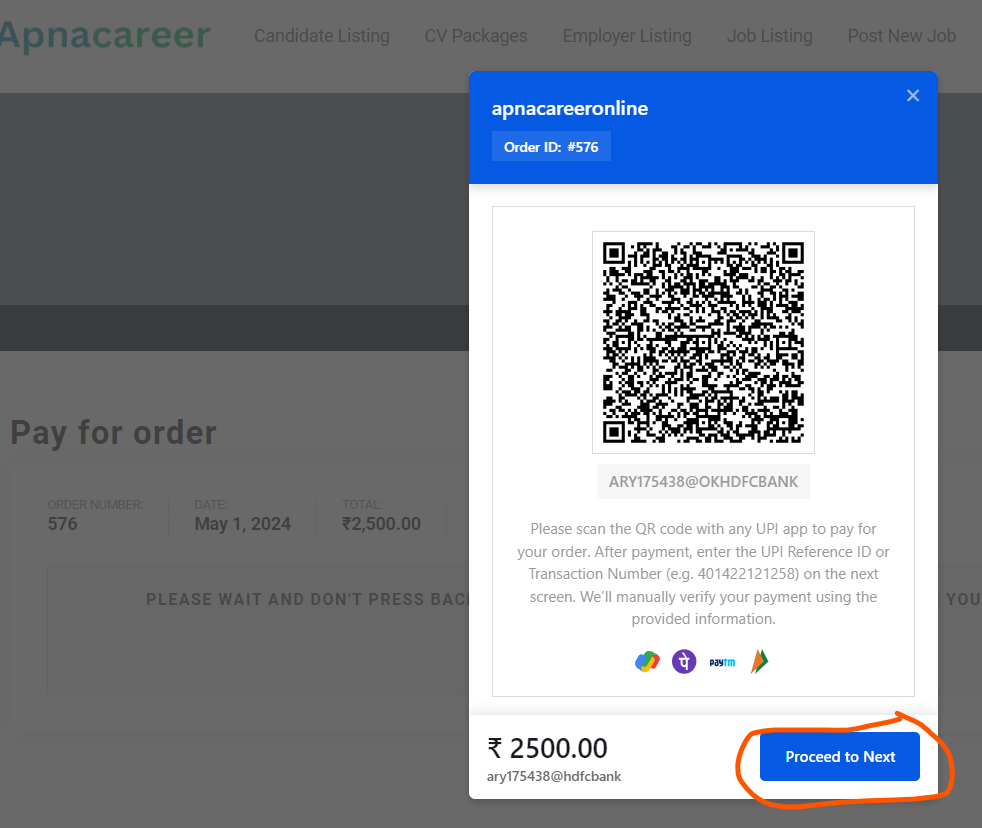 Apnacareer
Candidate Listing CV Packages Employer Listing Job Listing Post New Job
apnacareeronline
Order ID: #576
ARY175438@OKHDFCBANK
Please scan the QR code with any UPI app to pay for
your order. After payment, enter the UPI Reference ID or
Transaction Number (e.g. 401422121258) on the next
screen. We'll manually verify your payment using the
provided information.
पे paytm
₹ 2500.00
ary175438@hdfcbank
Proceed to Next
Pay for order
ORDER NUMBER: DATE: TOTAL:
576 May 1, 2024 ₹2,500.00
PLEASE WAIT AND DON'T PRESS BAC YOU